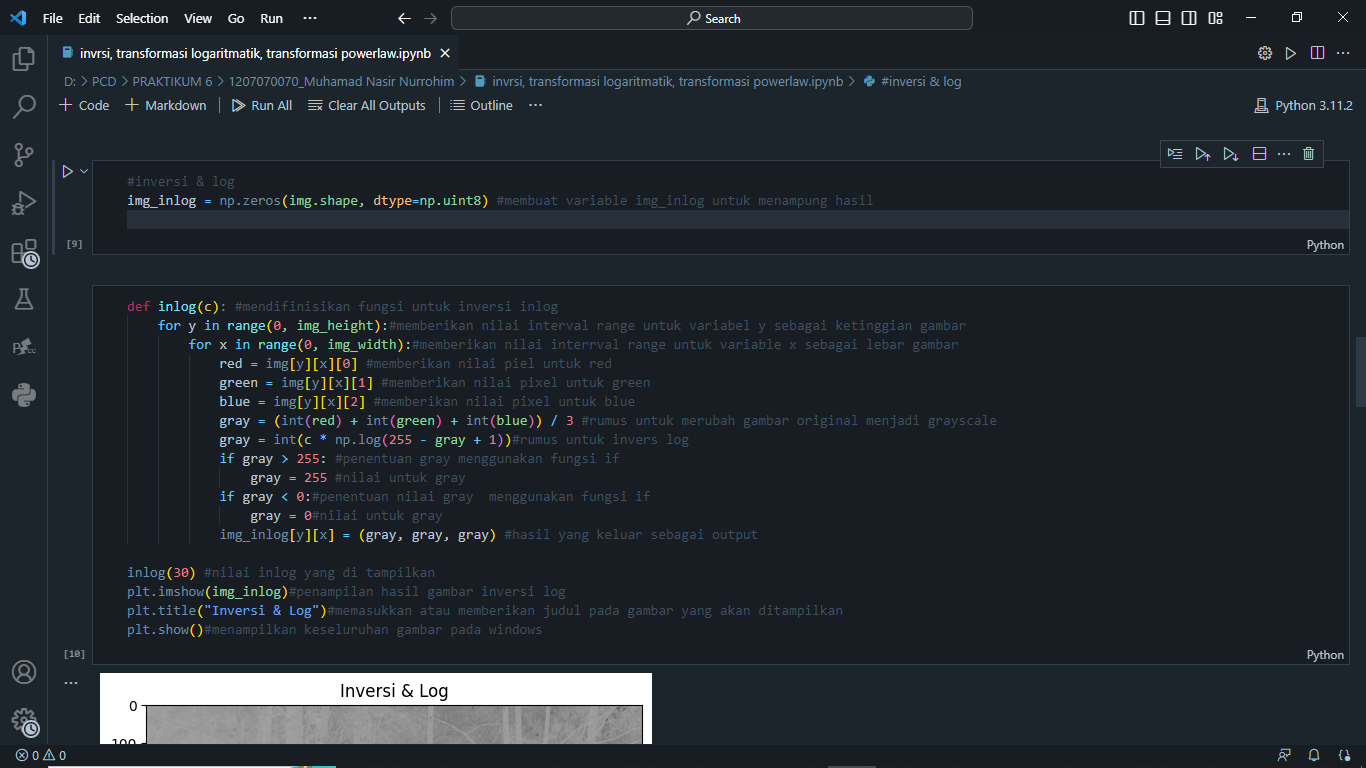 File Edit Selection View Go Run ··· Search
invrsi, transformasi logaritmatik, transformasi powerlaw.ipynb
D: > PCD > PRAKTIKUM 6 > 1207070070_Muhamad Nasir Nurrohim > invrsi, transformasi logaritmatik, transformasi powerlaw.ipynb > #inversi & log
+ Code + Markdown Run All Clear All Outputs Outline ··· Python 3.11.2
#inversi & log
img_inlog = np.zeros(img.shape, dtype=np.uint8) #membuat variable img_inlog untuk menampung hasil
[9] Python
def inlog(c): #mendifinisikan fungsi untuk inversi inlog
for y in range(0, img_height):#memberikan nilai interval range untuk variabel y sebagai ketinggian gambar
for x in range(0, img_width):#memberikan nilai interrval range untuk variable x sebagai lebar gambar
red = img[y][x][0] #memberikan nilai piel untuk red
green = img[y][x][1] #memberikan nilai pixel untuk green
blue = img[y][x][2] #memberikan nilai pixel untuk blue
gray = (int(red) + int(green) + int(blue)) / 3 #rumus untuk merubah gambar original menjadi grayscale
gray = int(c * np.log(255 - gray + 1))#rumus untuk invers log
if gray > 255: #penentuan gray menggunakan fungsi if
gray = 255 #nilai untuk gray
if gray < 0:#penentuan nilai gray  menggunakan fungsi if
gray = 0#nilai untuk gray
img_inlog[y][x] = (gray, gray, gray) #hasil yang keluar sebagai output
inlog(30) #nilai inlog yang di tampilkan
plt.imshow(img_inlog)#penampilan hasil gambar inversi log
plt.title("Inversi & Log")#memasukkan atau memberikan judul pada gambar yang akan ditampilkan
plt.show()#menampilkan keseluruhan gambar pada windows
[10] Python
Inversi & Log
0
100
0 0